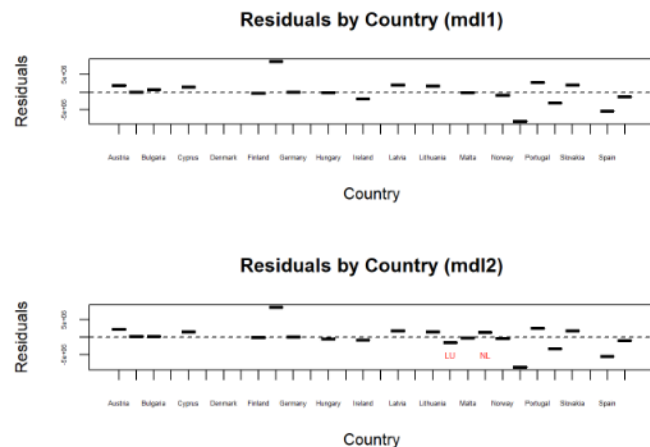 Residuals by Country (mdl1)
Residuals
5e+06
-5e+06
Austria Bulgaria Cyprus Denmark Finland Germany Hungary Ireland Latvia Lithuania Malta Norway Portugal Slovakia Spain
Country
Residuals by Country (mdl2)
Residuals
5e+06
-5e+06
LU NL
Austria Bulgaria Cyprus Denmark Finland Germany Hungary Ireland Latvia Lithuania Malta Norway Portugal Slovakia Spain
Country